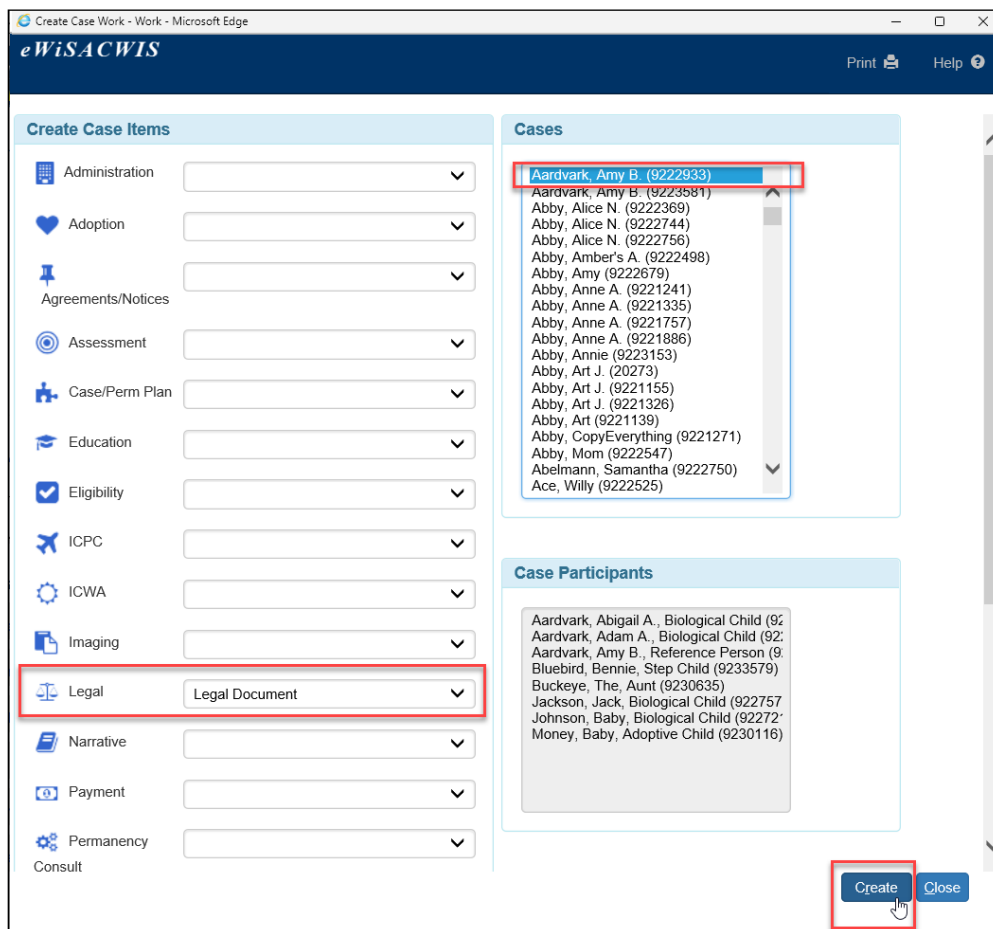 Create Case Work - Work - Microsoft Edge
eWiSACWIS
Print
Help
Create Case Items
Administration
Adoption
Agreements/Notices
Assessment
Case/Perm Plan
Education
Eligibility
ICPC
ICWA
Imaging
Legal
Legal Document
Narrative
Payment
Permanency
Consult
Cases
Aardvark, Amy B. (9222933)
Aardvark, Amy B. (9223581)
Abby, Alice N. (9222369)
Abby, Alice N. (9222744)
Abby, Alice N. (9222756)
Abby, Amber's A. (9222498)
Abby, Amy (9222679)
Abby, Anne A. (9221241)
Abby, Anne A. (9221335)
Abby, Anne A. (9221757)
Abby, Anne A. (9221886)
Abby, Annie (9223153)
Abby, Art J. (20273)
Abby, Art J. (9221155)
Abby, Art J. (9221326)
Abby, Art (9221139)
Abby, CopyEverything (9221271)
Abby, Mom (9222547)
Abelmann, Samantha (9222750)
Ace, Willy (9222525)
Case Participants
Aardvark, Abigail A., Biological Child (92
Aardvark, Adam A., Biological Child (92
Aardvark, Amy B., Reference Person (9
Bluebird, Bennie, Step Child (9233579)
Buckeye, The, Aunt (9230635)
Jackson, Jack, Biological Child (922757
Johnson, Baby, Biological Child (92272
Money, Baby, Adoptive Child (9230116)
Create
Close